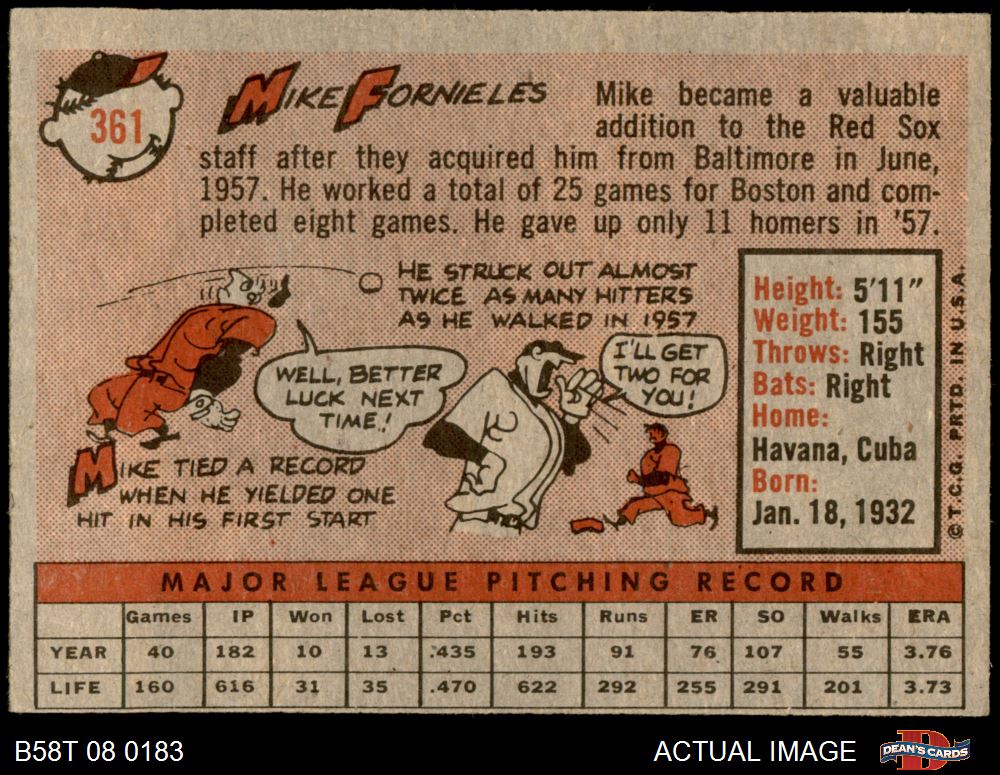 361
MIKE FORNIELES
Mike became a valuable
addition to the Red Sox
staff after they acquired him from Baltimore in June,
1957. He worked a total of 25 games for Boston and com-
pleted eight games. He gave up only 11 homers in '57.
HE STRUCK OUT ALMOST
TWICE AS MANY HITTERS
AS HE WALKED IN 1957
WELL, BETTER
LUCK NEXT
TIME!
I'LL GET
TWO FOR
YOU!
MIKE TIED A RECORD
WHEN HE YIELDED ONE
HIT IN HIS FIRST START
Height: 5'11"
Weight: 155
Throws: Right
Bats: Right
Home:
Havana, Cuba
Born:
Jan. 18, 1932
© T.C.G. PRTD. IN U.S.A.
MAJOR LEAGUE PITCHING RECORD
Games IP Won Lost Pct Hits Runs ER SO Walks ERA
YEAR 40 182 10 13 .435 193 91 76 107 55 3.76
LIFE 160 616 31 35 .470 622 292 255 291 201 3.73
B58T 08 0183
ACTUAL IMAGE
DEAN'S CARDS